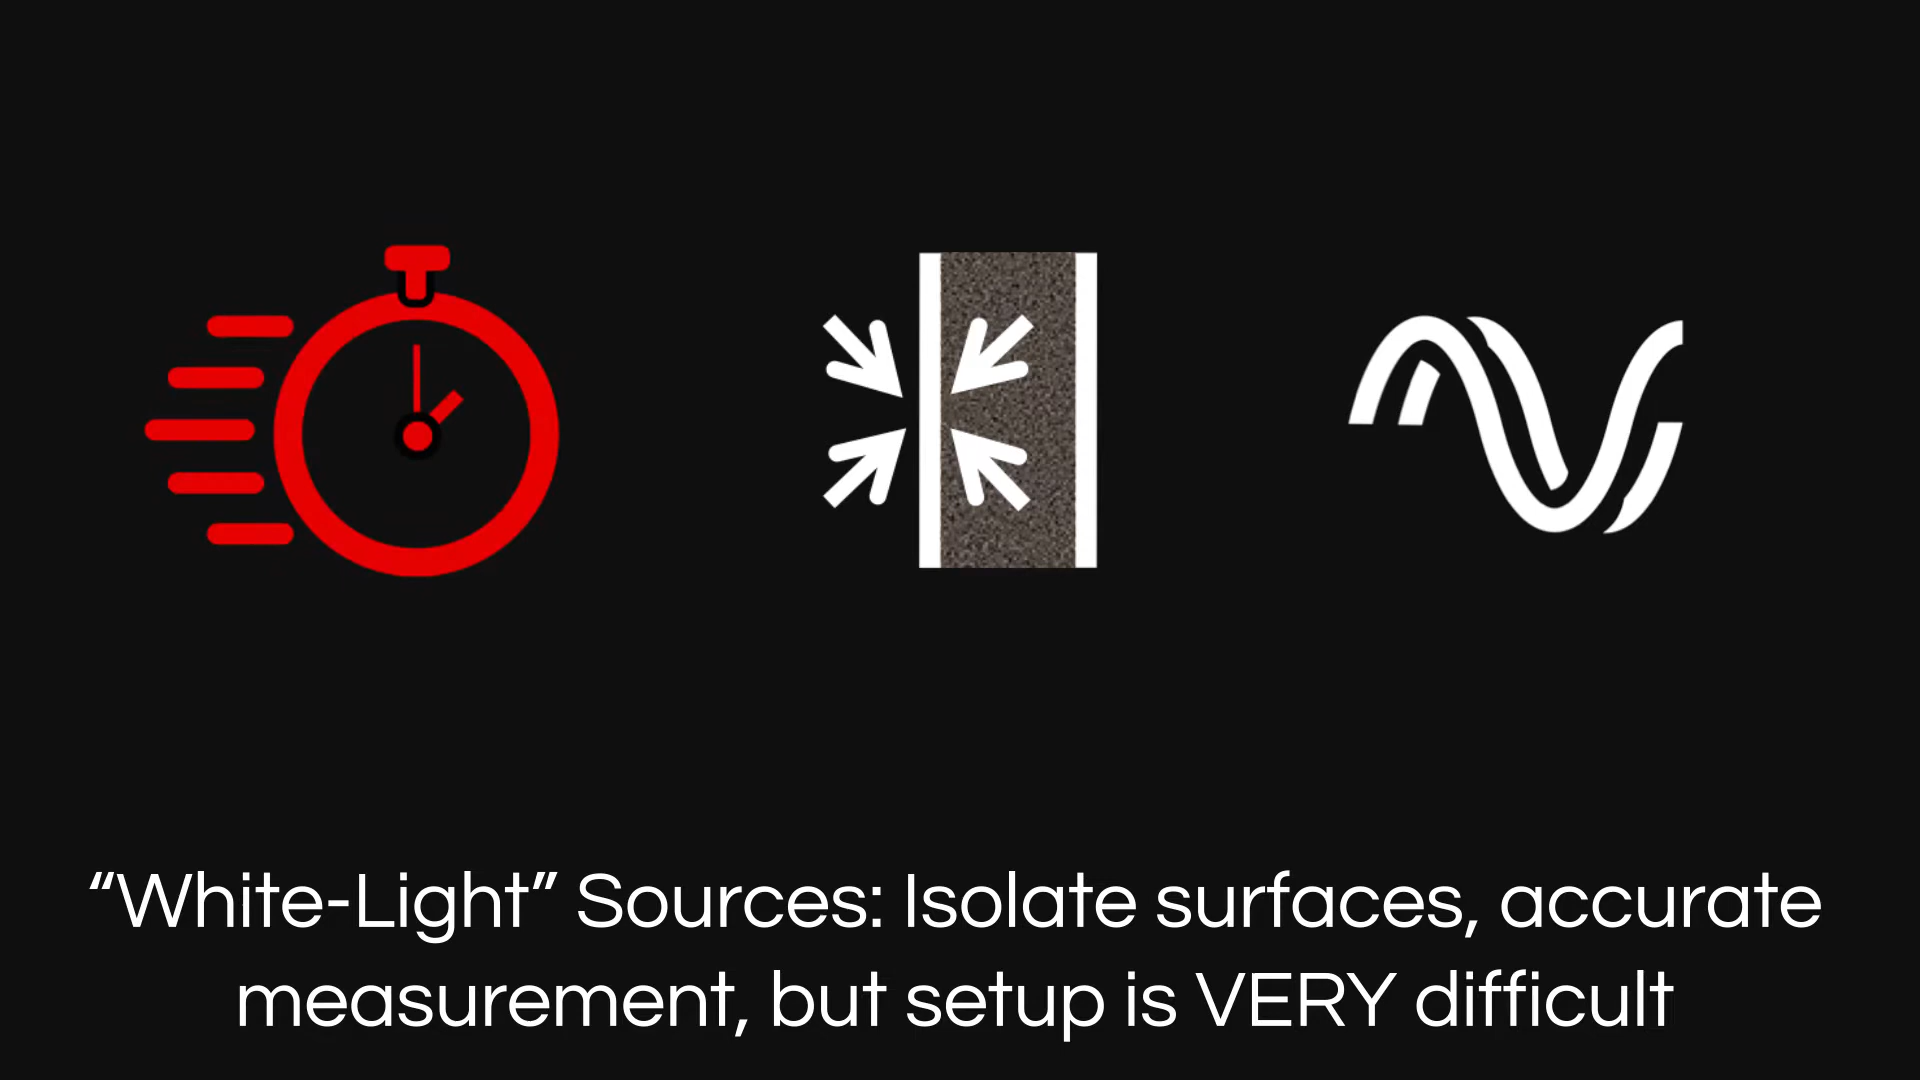 “White-Light” Sources: Isolate surfaces, accurate
measurement, but setup is VERY difficult